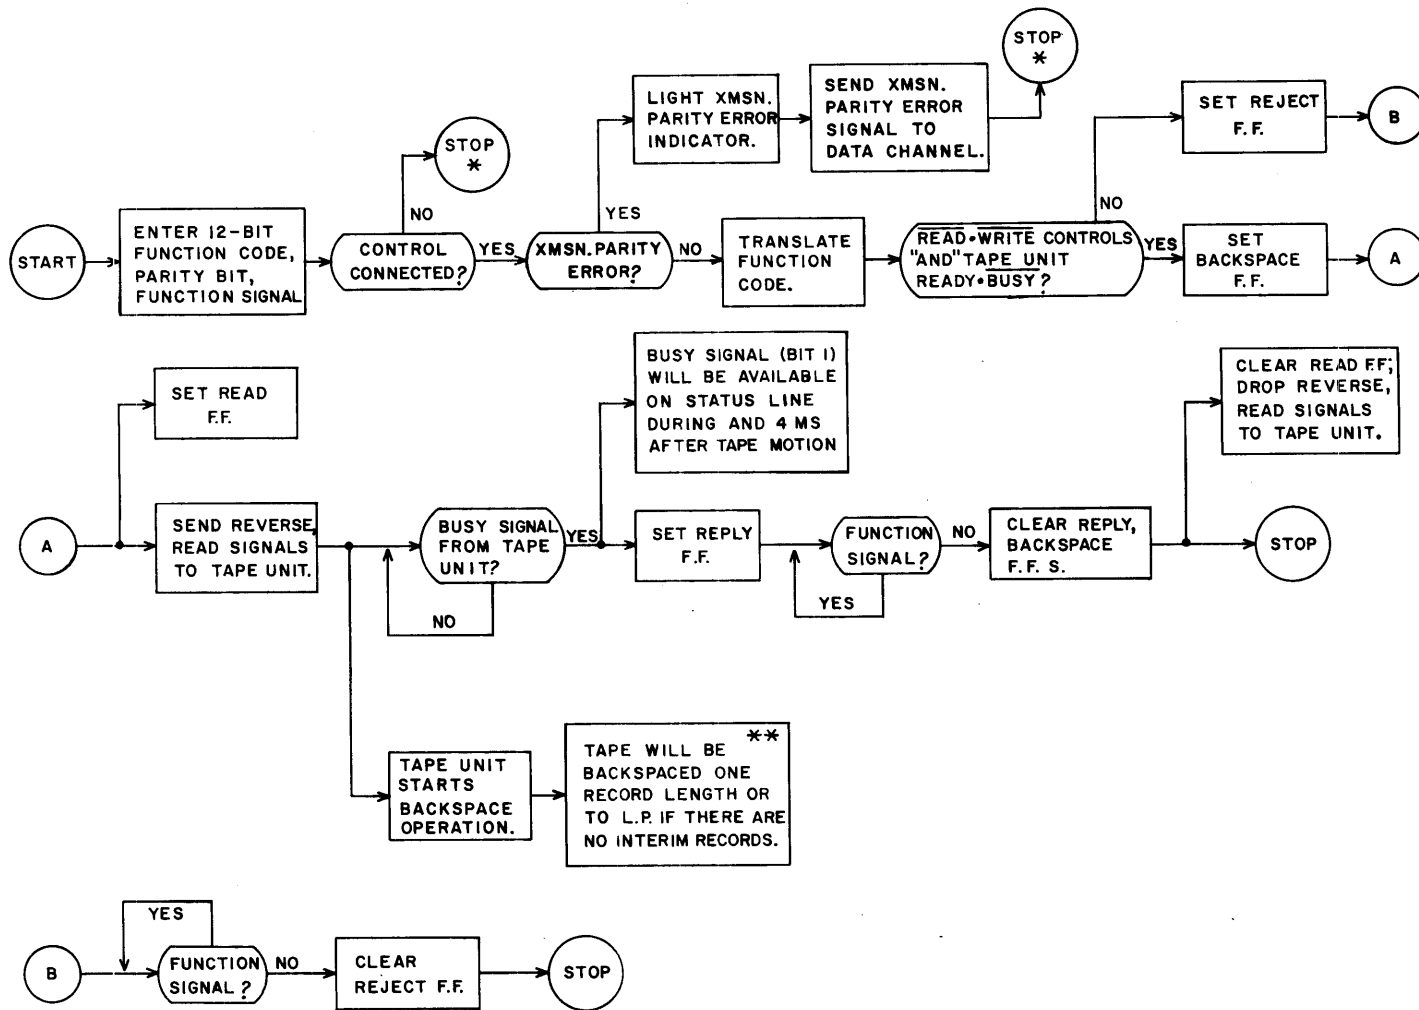 STOP
*
LIGHT XMSN.
PARITY ERROR
INDICATOR.
SEND XMSN.
PARITY ERROR
SIGNAL TO
DATA CHANNEL.
SET REJECT
F.F.
B
STOP
*
NO
YES
NO
START
ENTER 12-BIT
FUNCTION CODE,
PARITY BIT,
FUNCTION SIGNAL
CONTROL
CONNECTED?
YES
XMSN. PARITY
ERROR?
NO
TRANSLATE
FUNCTION
CODE.
READ•WRITE CONTROLS
"AND" TAPE UNIT
READY•BUSY?
YES
SET
BACKSPACE
F.F.
A
SET READ
F.F.
BUSY SIGNAL (BIT 1)
WILL BE AVAILABLE
ON STATUS LINE
DURING AND 4 MS
AFTER TAPE MOTION
CLEAR READ F.F,
DROP REVERSE,
READ SIGNALS
TO TAPE UNIT.
A
SEND REVERSE,
READ SIGNALS
TO TAPE UNIT.
BUSY SIGNAL
FROM TAPE
UNIT?
YES
NO
SET REPLY
F.F.
FUNCTION
SIGNAL?
NO
YES
CLEAR REPLY,
BACKSPACE
F. F. S.
STOP
TAPE UNIT
STARTS
BACKSPACE
OPERATION.
**
TAPE WILL BE
BACKSPACED ONE
RECORD LENGTH OR
TO L.P. IF THERE ARE
NO INTERIM RECORDS.
YES
B
FUNCTION
SIGNAL?
NO
CLEAR
REJECT F.F.
STOP